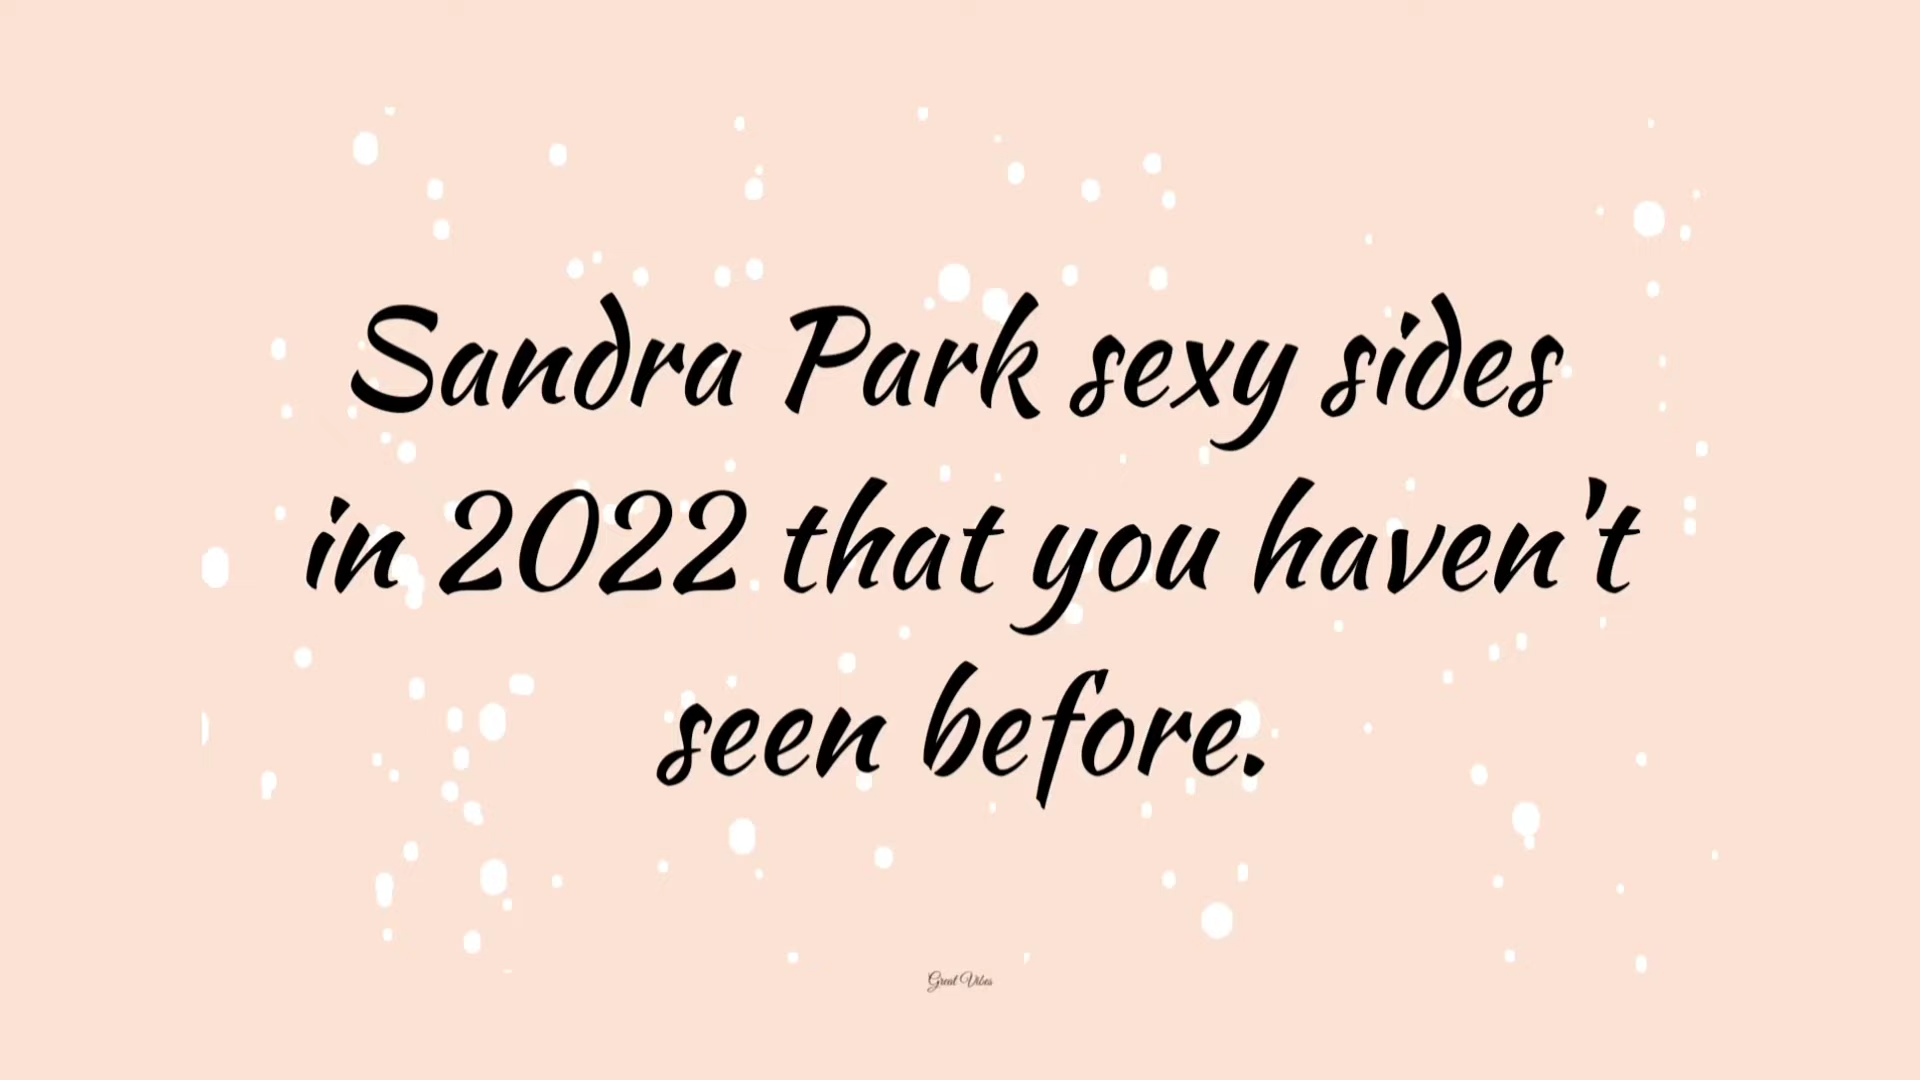 Sandra Park sexy sides
in 2022 that you haven't
seen before.
Great Vibes